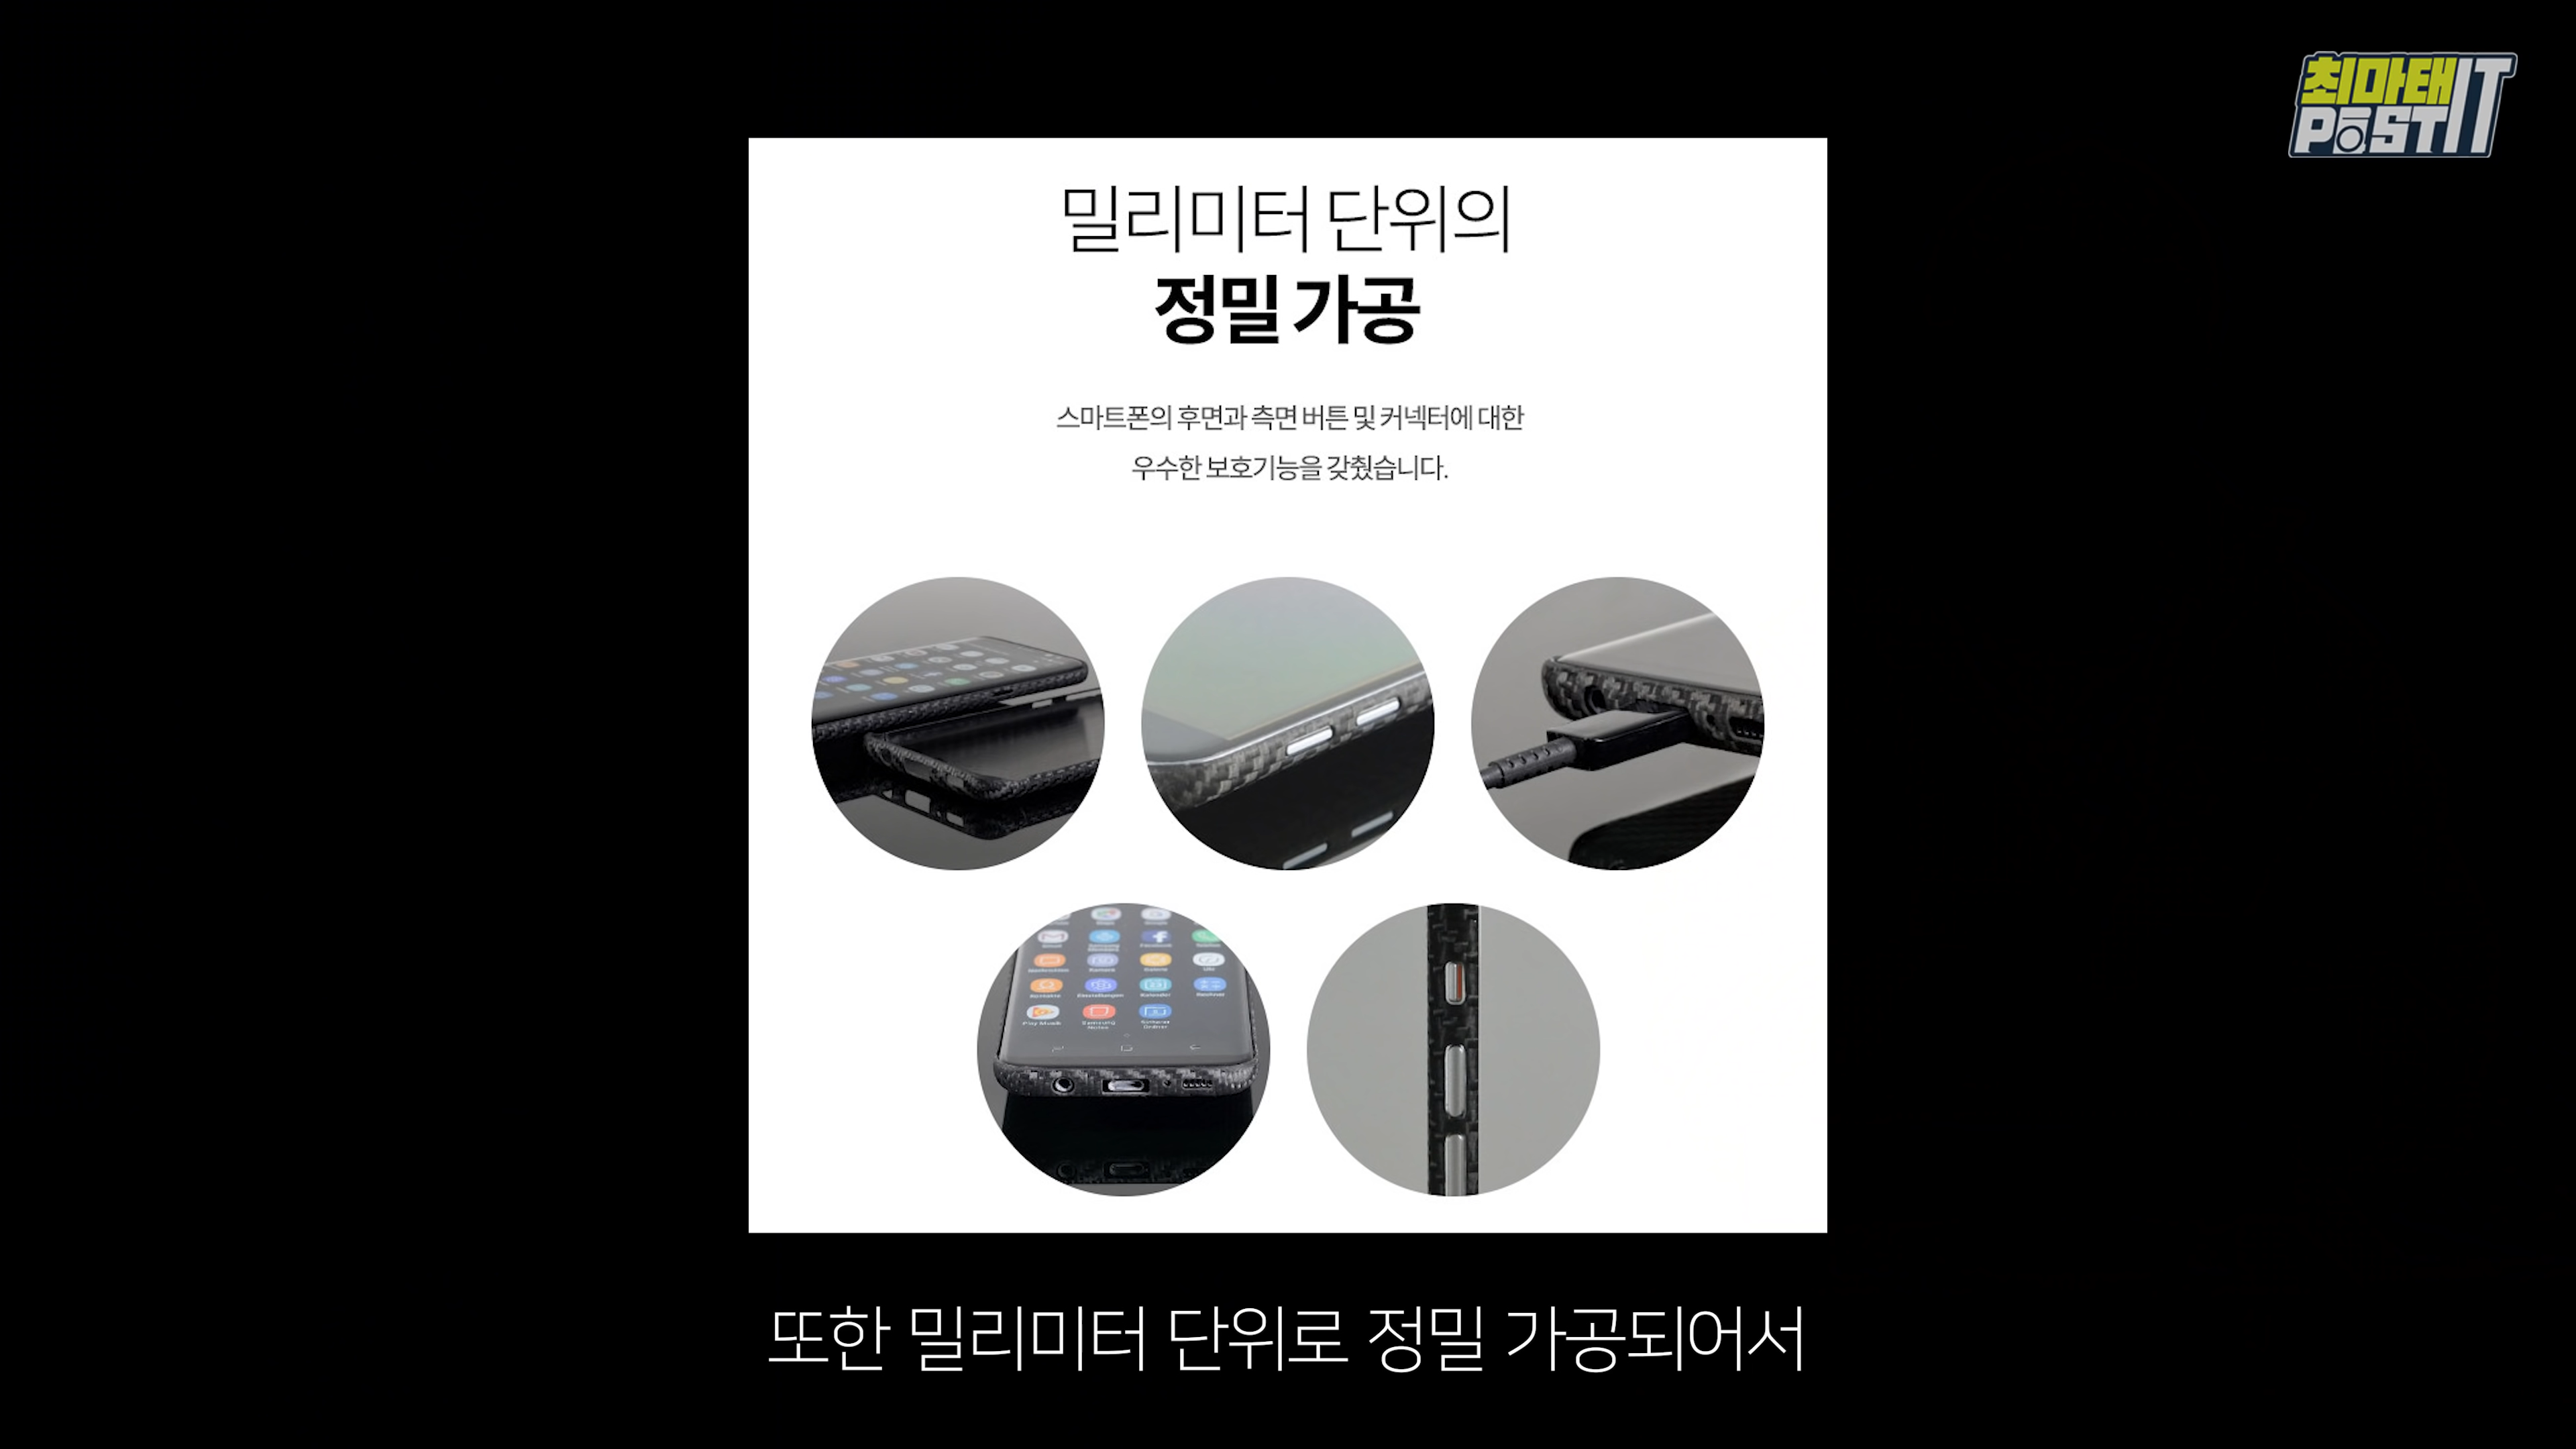 최마태
POST IT
밀리미터 단위의
정밀 가공
스마트폰의 후면과 측면 버튼 및 커넥터에 대한
우수한 보호기능을 갖췄습니다.
또한 밀리미터 단위로 정밀 가공되어서